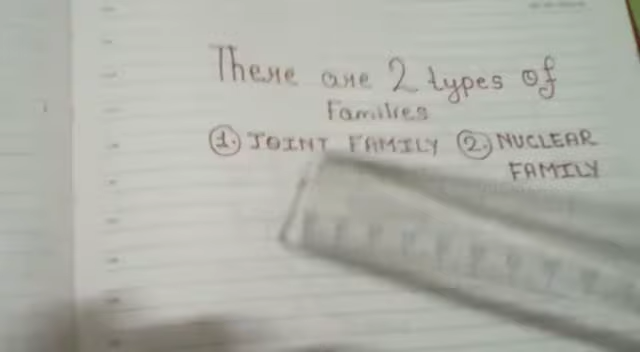 There are 2 types of
Families
1. JOINT FAMILY 2. NUCLEAR
FAMILY